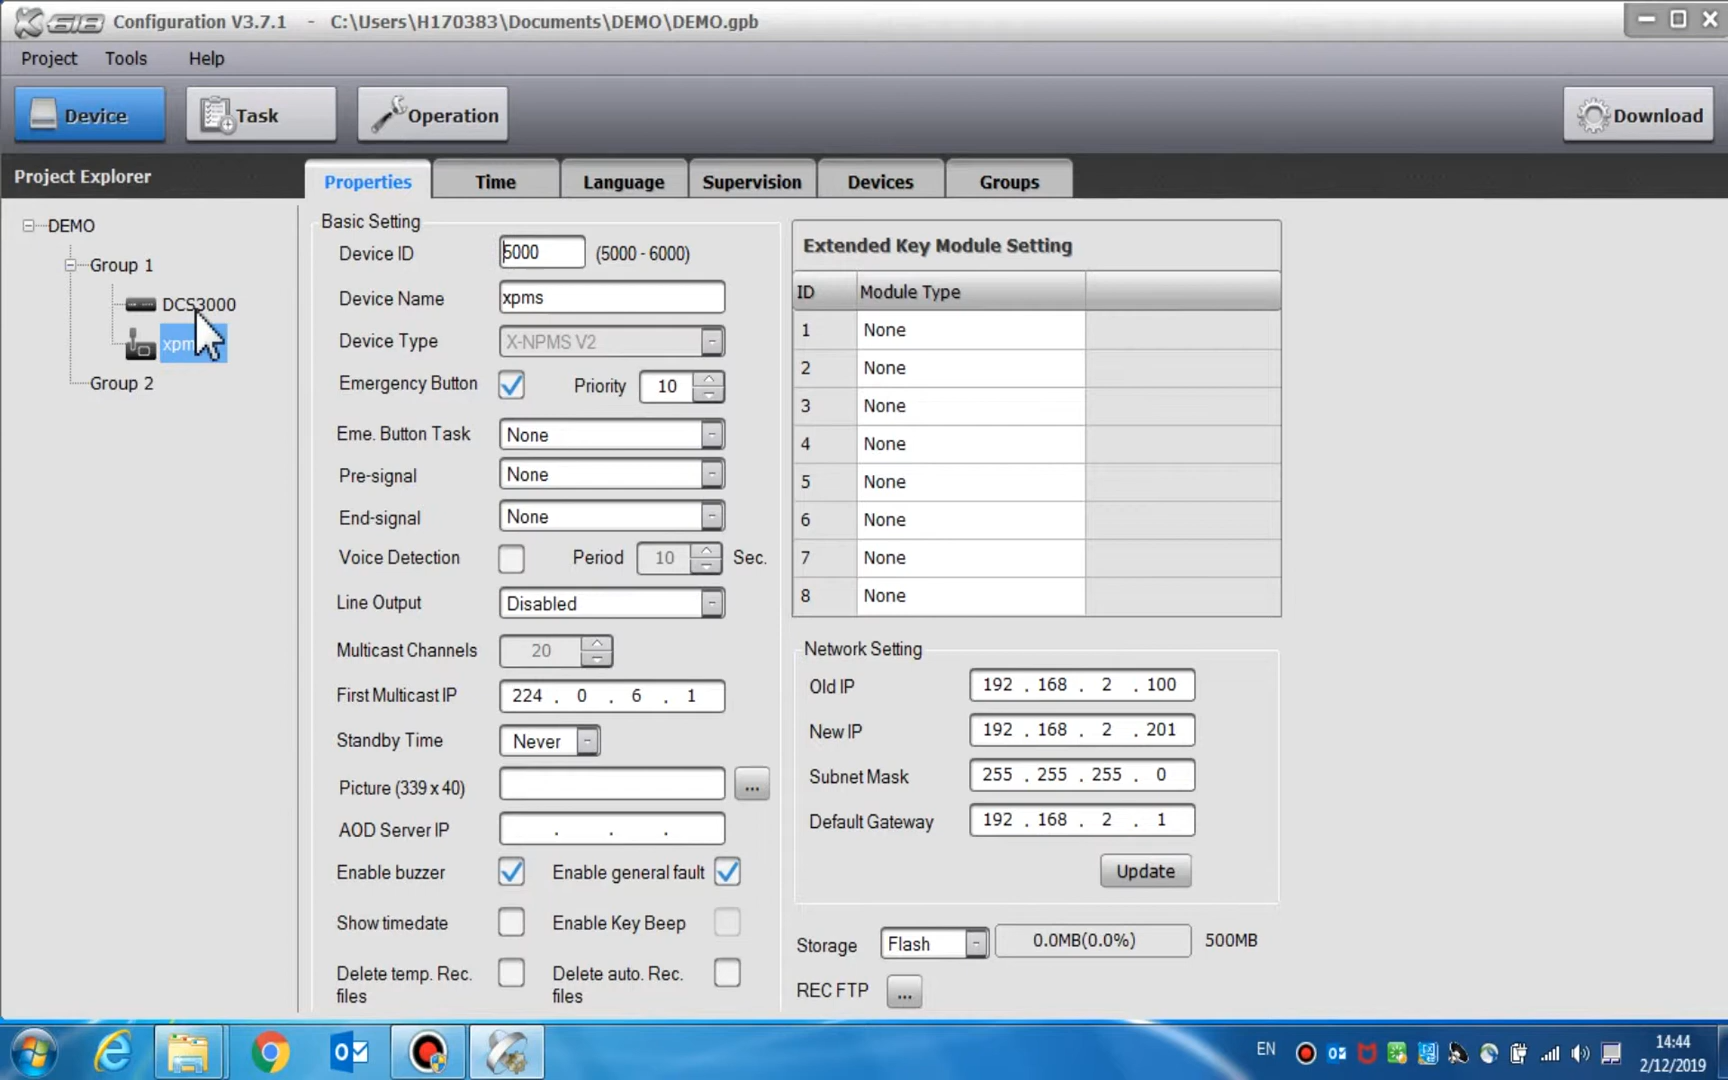 X-618 Configuration V3.7.1 - C:\Users\H170383\Documents\DEMO\DEMO.gpb
Project Tools Help
Device Task Operation Download
Project Explorer
Properties Time Language Supervision Devices Groups
DEMO
Group 1
DCS3000
xpm
Group 2
Basic Setting
Device ID 5000 (5000 - 6000)
Device Name xpms
Device Type X-NPMS V2
Emergency Button Priority 10
Eme. Button Task None
Pre-signal None
End-signal None
Voice Detection Period 10 Sec.
Line Output Disabled
Multicast Channels 20
First Multicast IP 224 . 0 . 6 . 1
Standby Time Never
Picture (339 x 40) ...
AOD Server IP . . .
Enable buzzer Enable general fault
Show timedate Enable Key Beep
Delete temp. Rec. files Delete auto. Rec. files
Extended Key Module Setting
ID Module Type
1 None
2 None
3 None
4 None
5 None
6 None
7 None
8 None
Network Setting
Old IP 192 . 168 . 2 . 100
New IP 192 . 168 . 2 . 201
Subnet Mask 255 . 255 . 255 . 0
Default Gateway 192 . 168 . 2 . 1
Update
Storage Flash 0.0MB(0.0%) 500MB
REC FTP ...
EN
14:44
2/12/2019